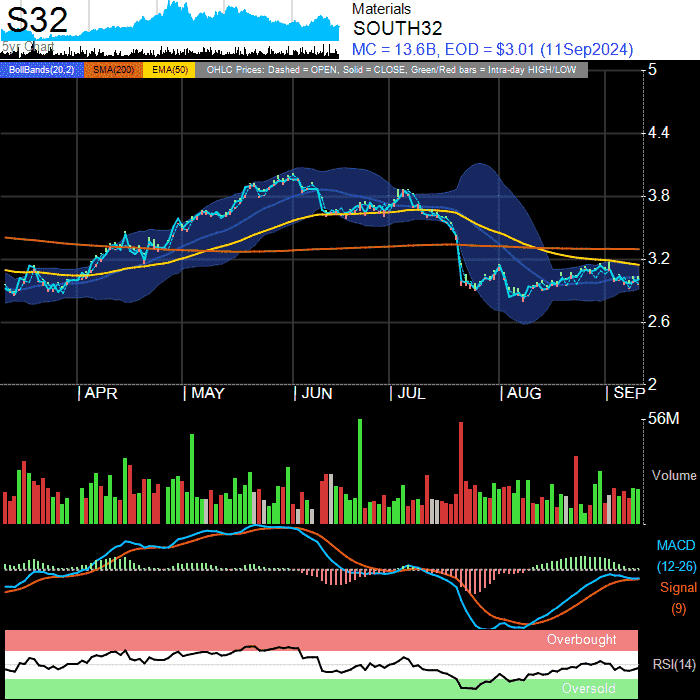 S32
5yr Chart
Materials
SOUTH32
MC = 13.6B, EOD = $3.01 (11Sep2024)
BollBands(20,2) SMA(200) EMA(50) OHLC Prices: Dashed = OPEN, Solid = CLOSE, Green/Red bars = Intra-day HIGH/LOW
5
4.4
3.8
3.2
2.6
2
| APR | MAY | JUN | JUL | AUG | SEP
56M
Volume
MACD
(12-26)
Signal
(9)
Overbought
RSI(14)
Oversold